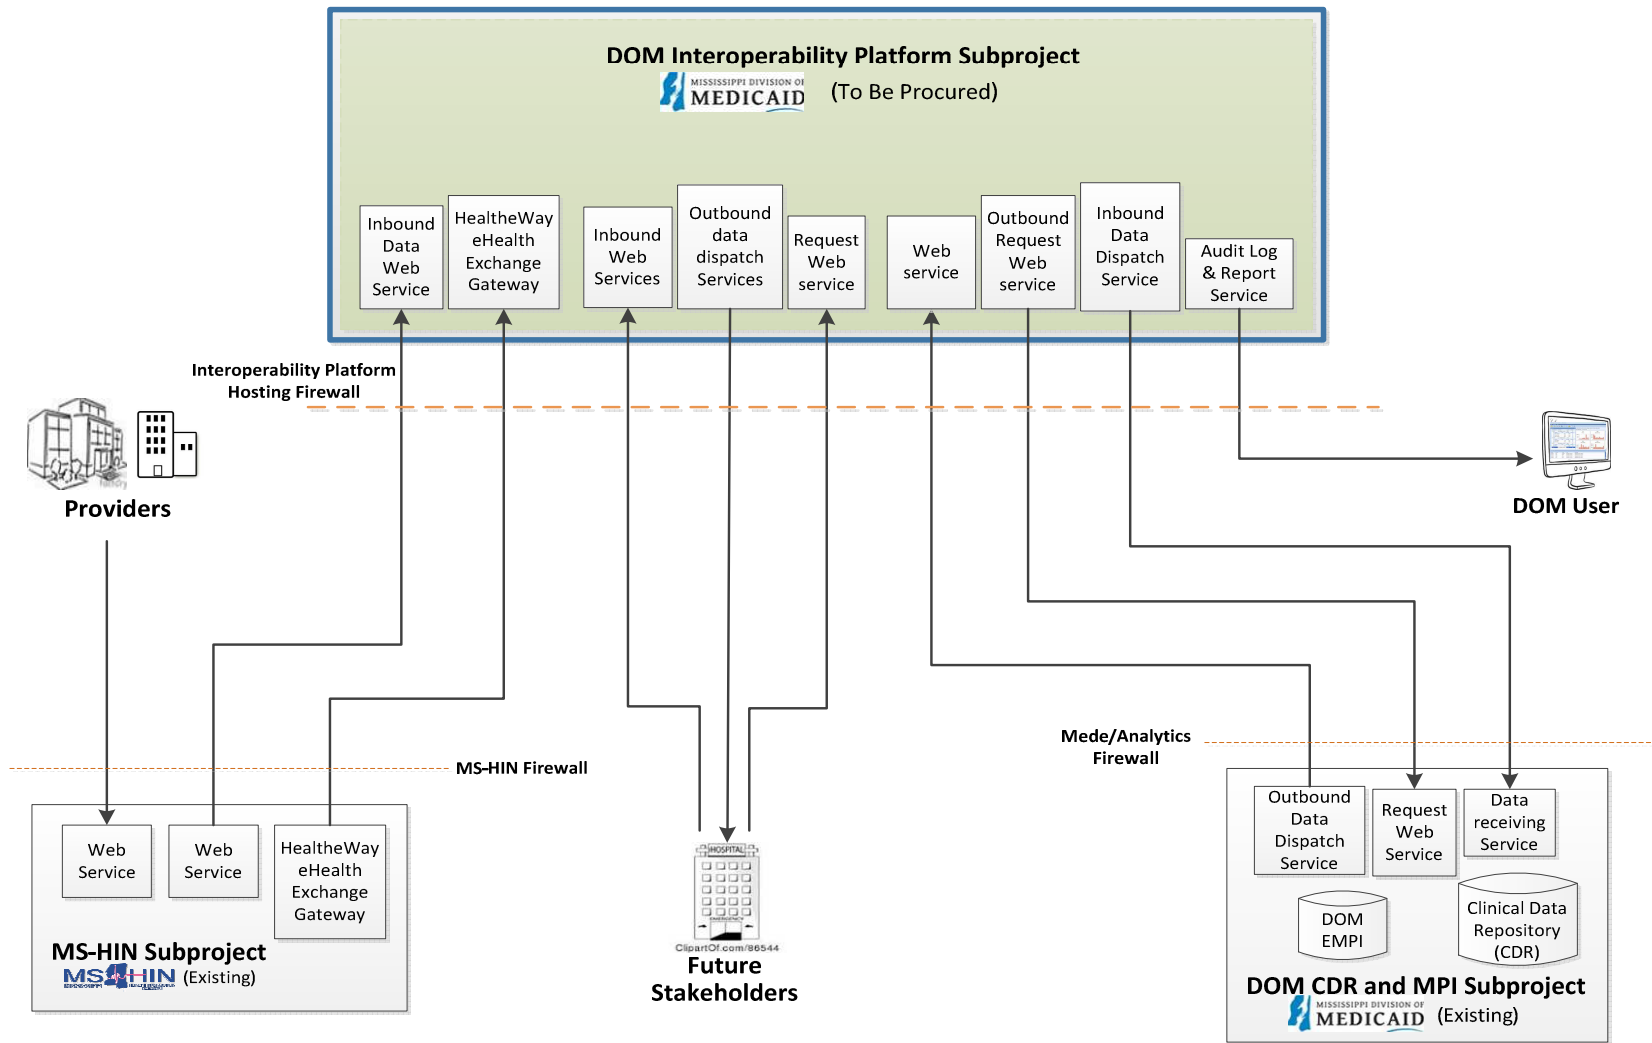 DOM Interoperability Platform Subproject
MISSISSIPPI DIVISION OF
MEDICAID
(To Be Procured)
Inbound
Data
Web
Service
HealtheWay
eHealth
Exchange
Gateway
Inbound
Web
Services
Outbound
data
dispatch
Services
Request
Web
service
Web
service
Outbound
Request
Web
service
Inbound
Data
Dispatch
Service
Audit Log
& Report
Service
Interoperability Platform
Hosting Firewall
Providers
DOM User
MS-HIN Firewall
Mede/Analytics
Firewall
Web
Service
Web
Service
HealtheWay
eHealth
Exchange
Gateway
MS-HIN Subproject
MS HIN
(Existing)
HOSPITAL
EMERGENCY
ClipartOf.com/86544
Future
Stakeholders
Outbound
Data
Dispatch
Service
Request
Web
Service
Data
receiving
Service
DOM
EMPI
Clinical Data
Repository
(CDR)
DOM CDR and MPI Subproject
MISSISSIPPI DIVISION OF
MEDICAID
(Existing)